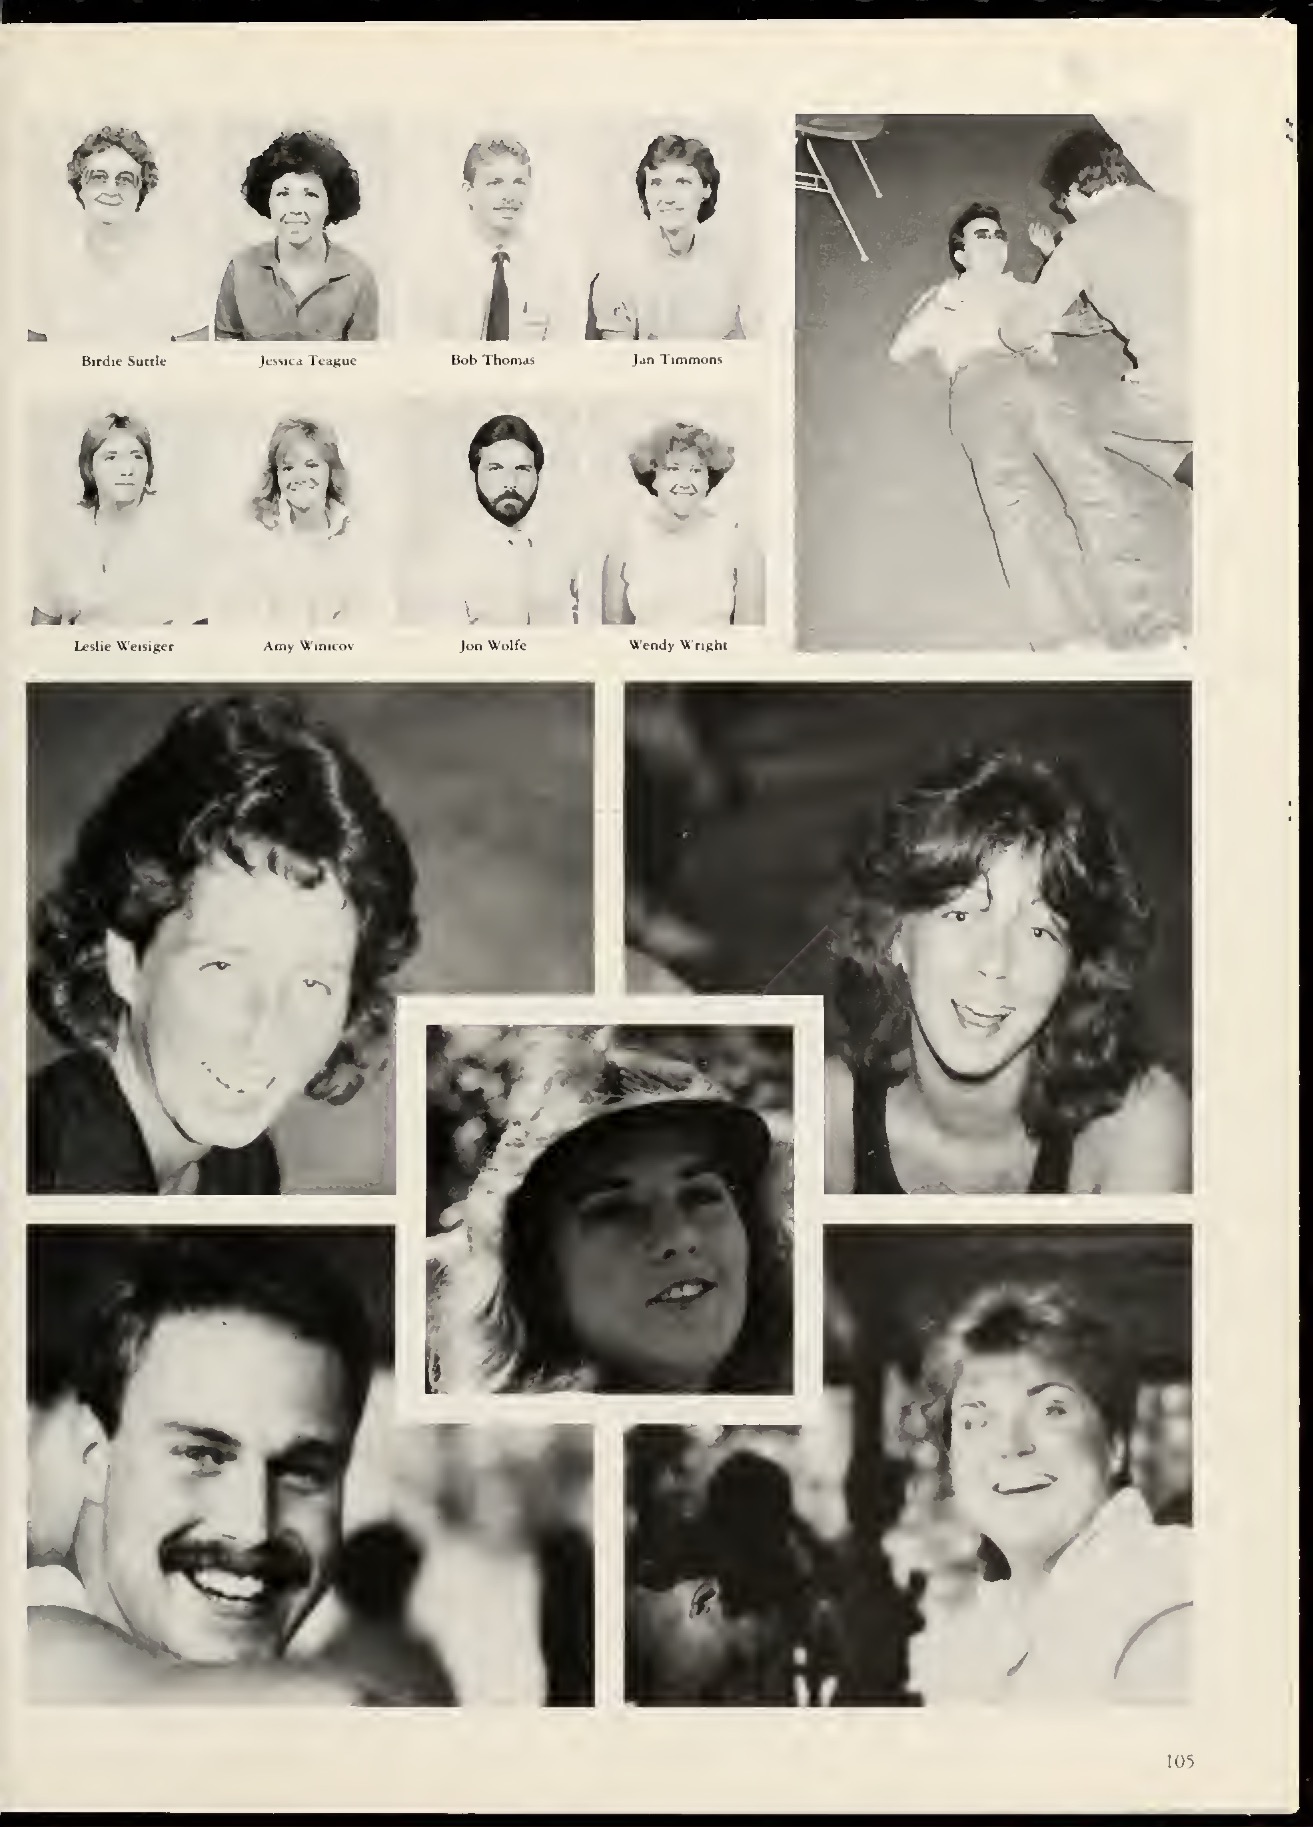 Birdie Suttle
Jessica Teague
Bob Thomas
Jan Timmons
Leslie Weisiger
Amy Winicov
Jon Wolfe
Wendy Wright
105